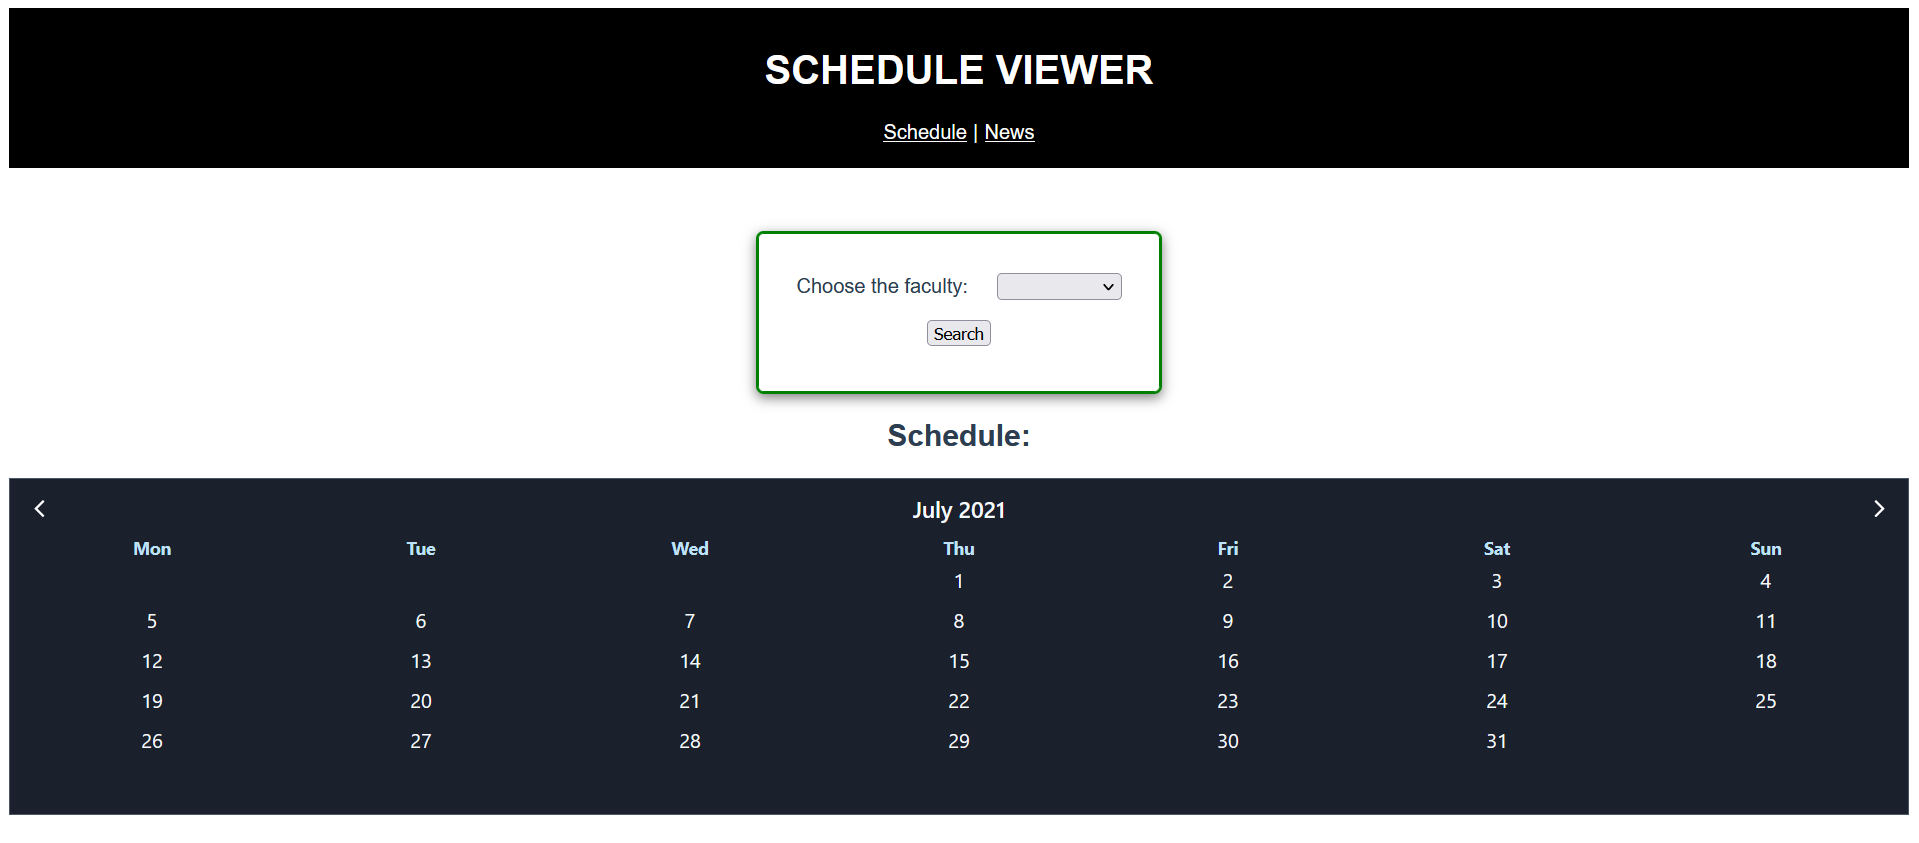 SCHEDULE VIEWER
Schedule | News
Choose the faculty:
Search
Schedule:
July 2021
Mon Tue Wed Thu Fri Sat Sun
1 2 3 4
5 6 7 8 9 10 11
12 13 14 15 16 17 18
19 20 21 22 23 24 25
26 27 28 29 30 31